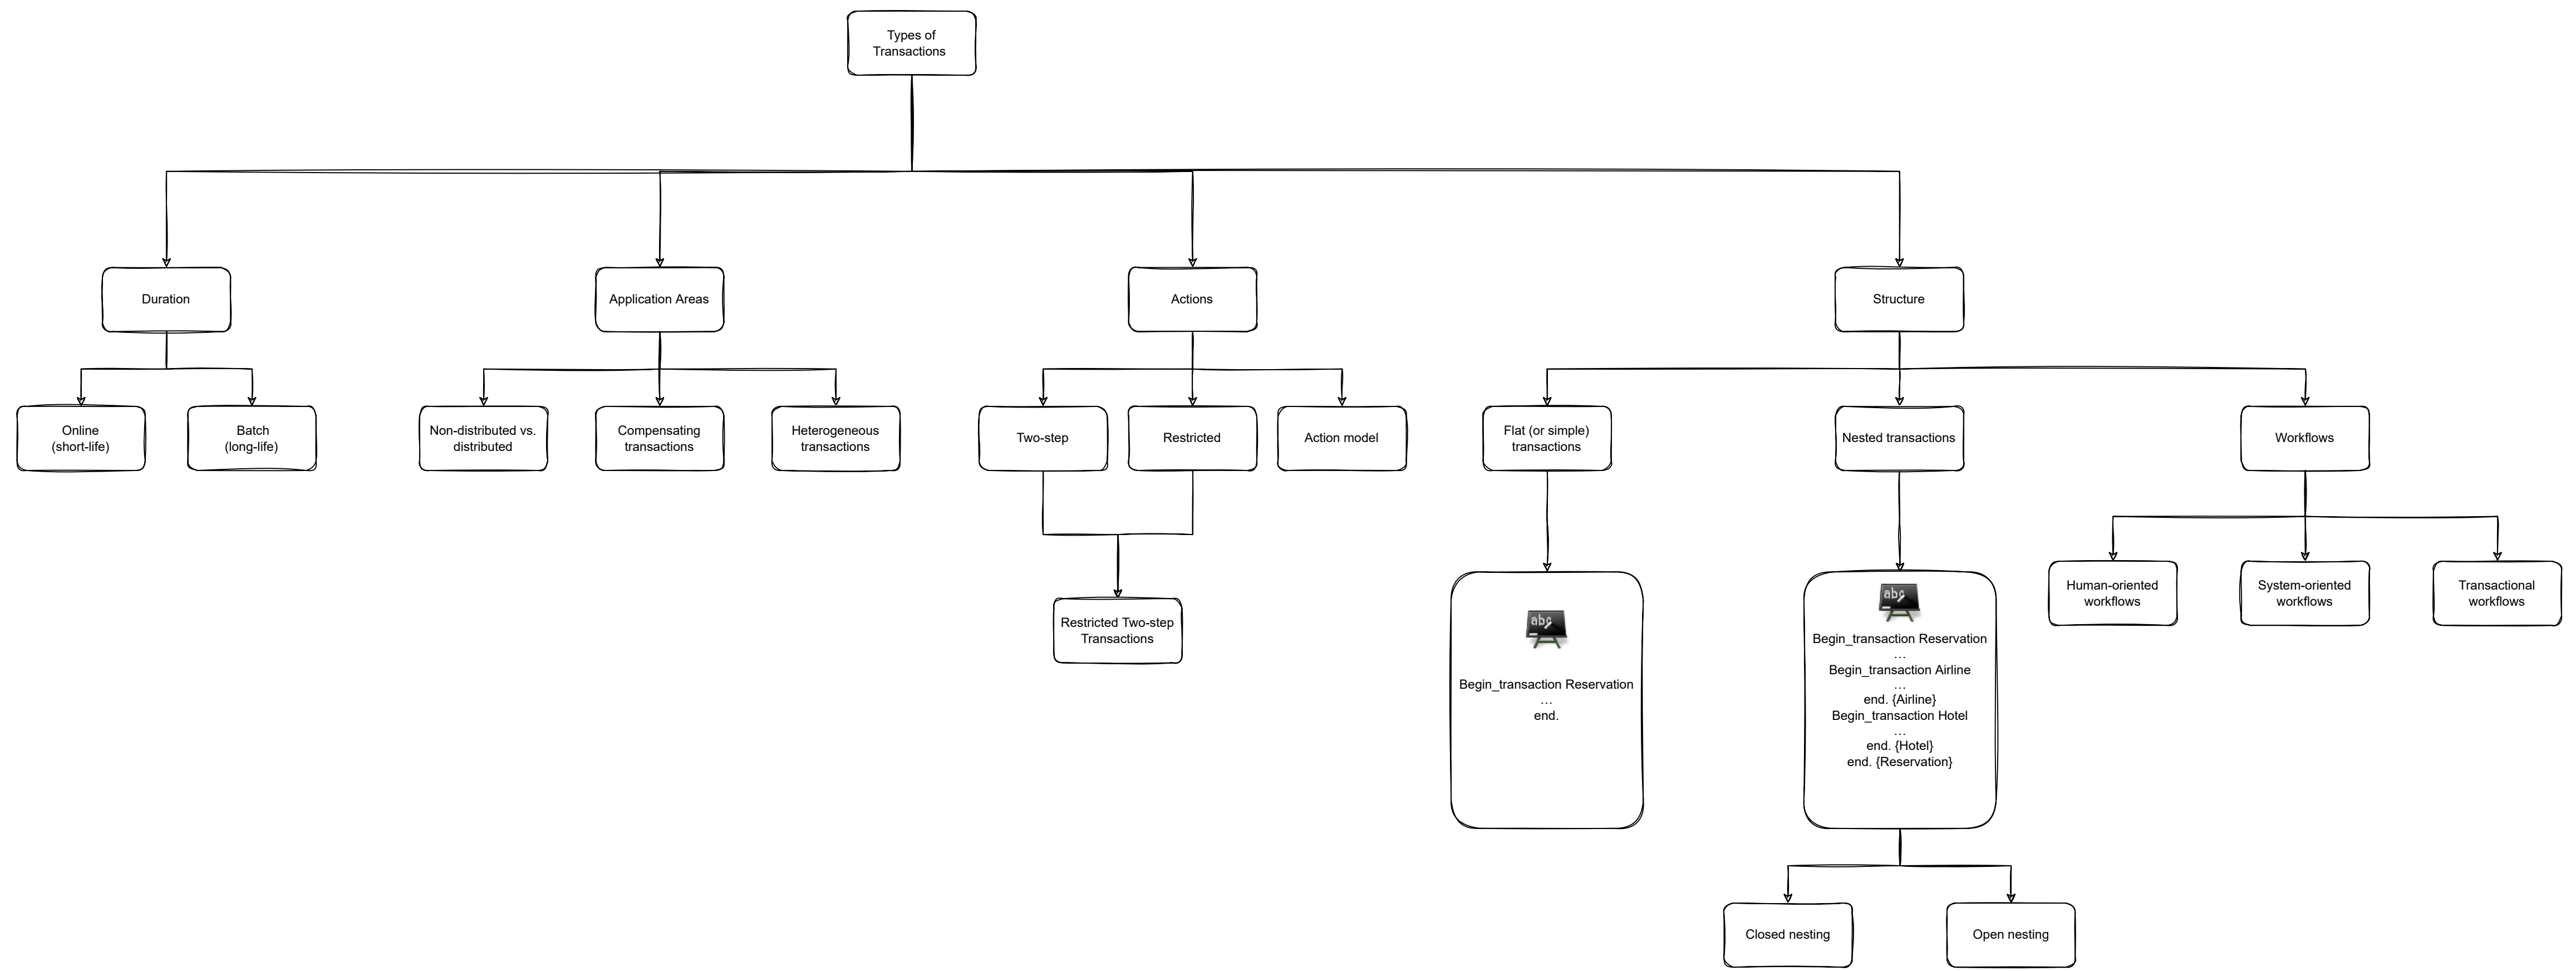 Types of
Transactions
Duration
Application Areas
Actions
Structure
Online
(short-life)
Batch
(long-life)
Non-distributed vs.
distributed
Compensating
transactions
Heterogeneous
transactions
Two-step
Restricted
Action model
Flat (or simple)
transactions
Nested transactions
Workflows
Restricted Two-step
Transactions
abc
Begin_transaction Reservation
…
end.
abc
Begin_transaction Reservation
…
Begin_transaction Airline
…
end. {Airline}
Begin_transaction Hotel
…
end. {Hotel}
end. {Reservation}
Human-oriented
workflows
System-oriented
workflows
Transactional
workflows
Closed nesting
Open nesting